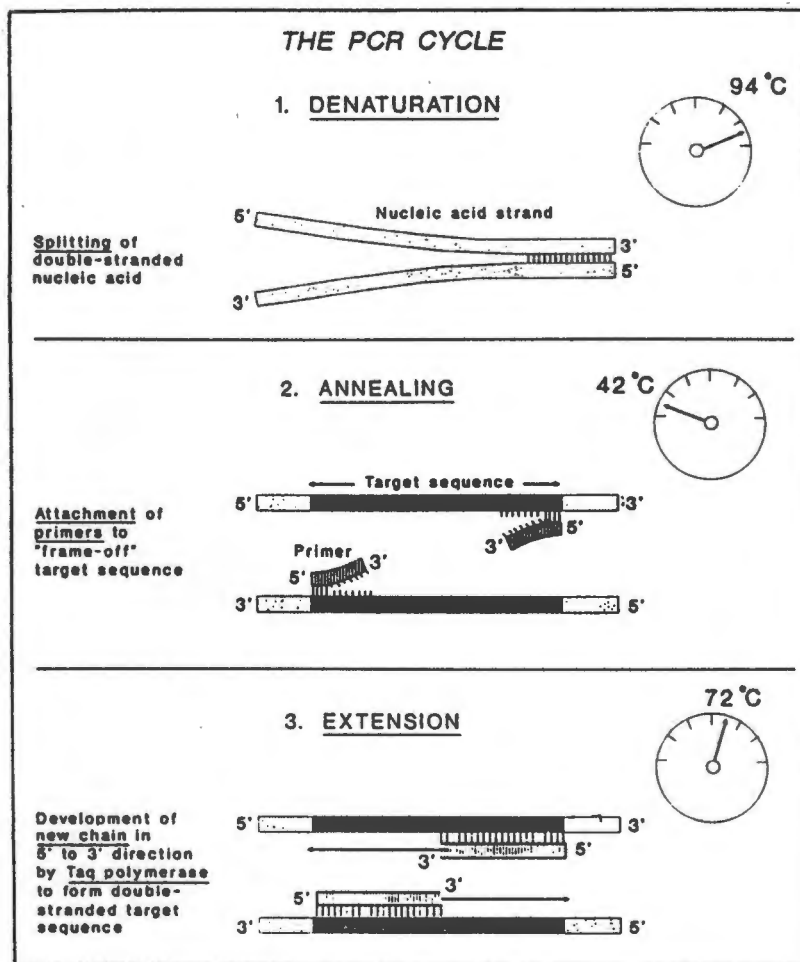 THE PCR CYCLE
94°C
1. DENATURATION
5'
Nucleic acid strand
3'
Splitting of
double-stranded
nucleic acid
5'
3'
42°C
2. ANNEALING
Target sequence
5'
3'
Attachment of
primers to
"frame-off"
target sequence
5'
3'
Primer
3'
5'
3'
5'
72°C
3. EXTENSION
5'
3'
Development of
new chain in
5' to 3' direction
by Taq polymerase
to form double-
stranded target
sequence
3'
5'
5'
3'
3'
5'